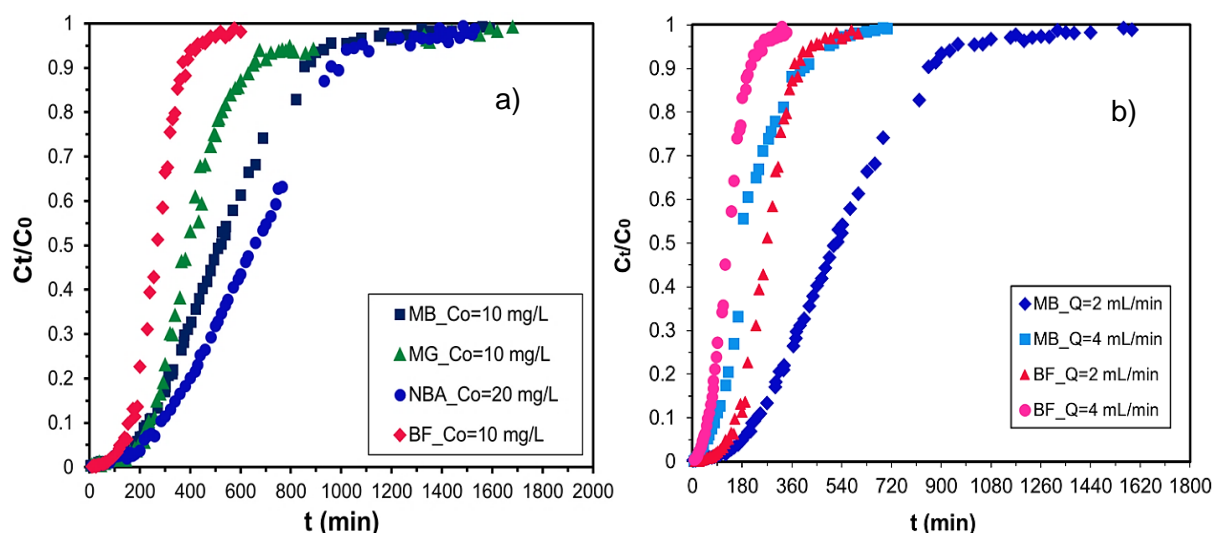 a)
Ct/C0
1
0.9
0.8
0.7
0.6
0.5
0.4
0.3
0.2
0.1
0
0 200 400 600 800 1000 1200 1400 1600 1800 2000
t (min)
MB_Co=10 mg/L
MG_Co=10 mg/L
NBA_Co=20 mg/L
BF_Co=10 mg/L
b)
Ct/C0
1
0.9
0.8
0.7
0.6
0.5
0.4
0.3
0.2
0.1
0
0 180 360 540 720 900 1080 1260 1440 1620 1800
t (min)
MB_Q=2 mL/min
MB_Q=4 mL/min
BF_Q=2 mL/min
BF_Q=4 mL/min